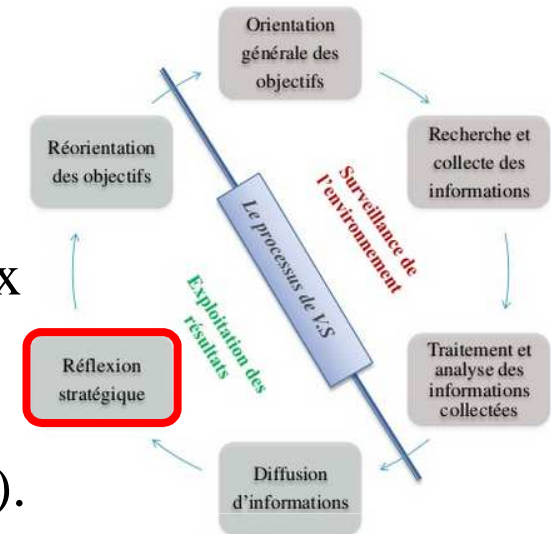 Orientation
générale des
objectifs
Recherche et
collecte des
informations
Traitement et
analyse des
informations
collectées
Diffusion
d'informations
Réflexion
stratégique
Réorientation
des objectifs
Le processus de V.S
Surveillance de
l'environnement
Exploitation des
résultats
x
).